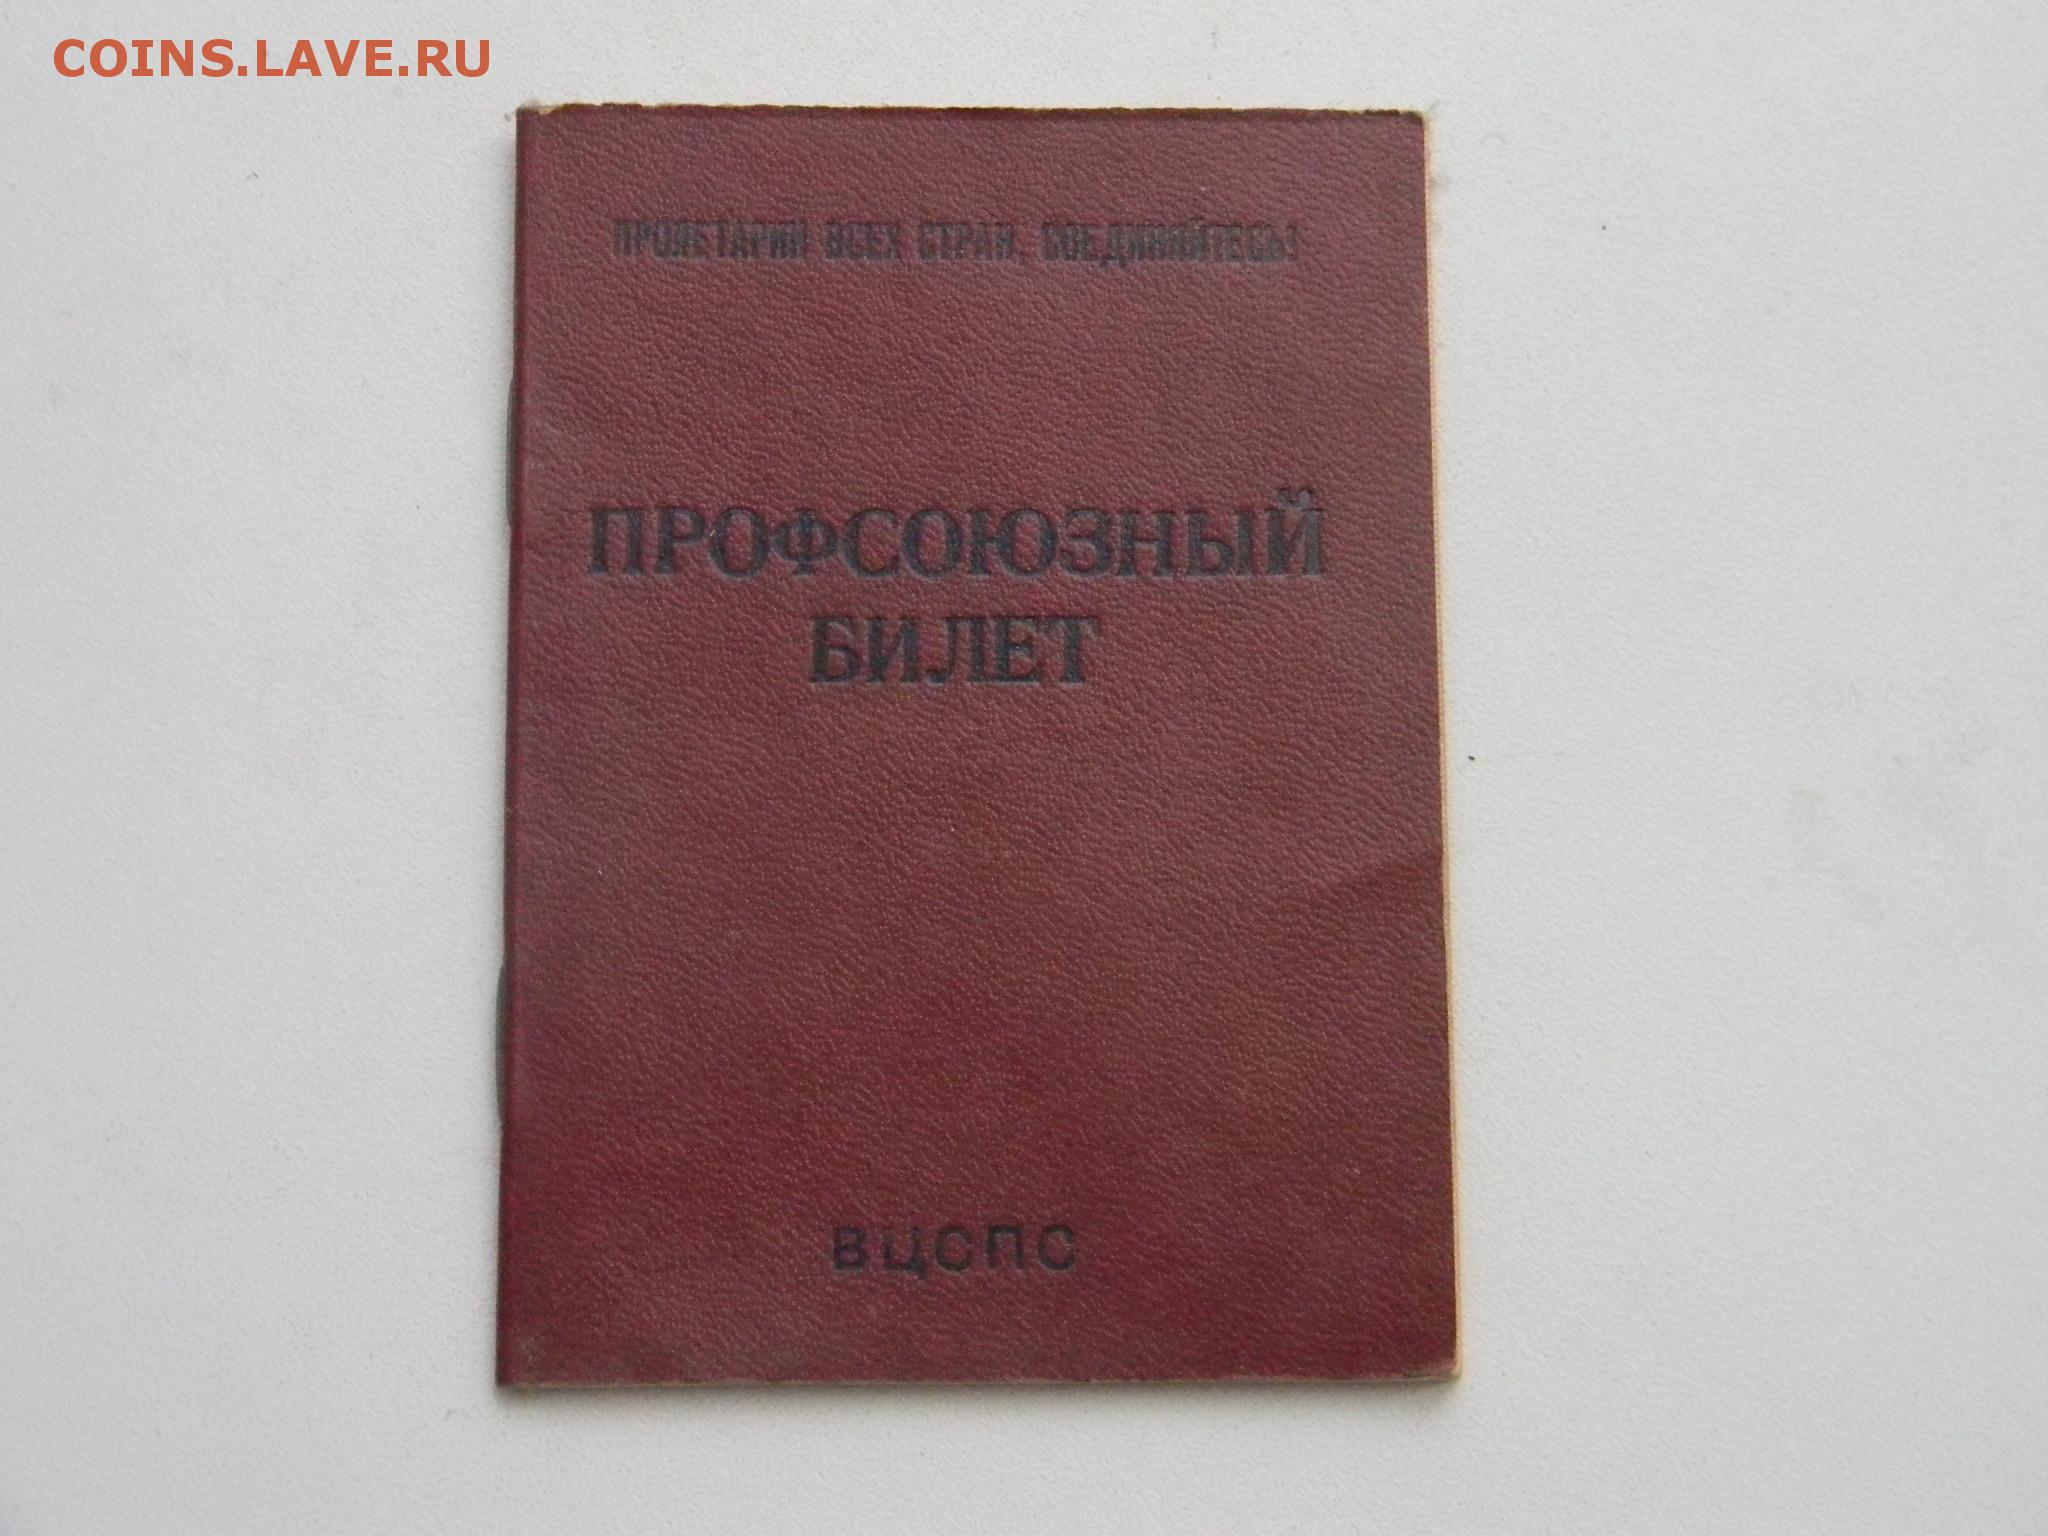 COINS.LAVE.RU
ПРОЛЕТАРИИ ВСЕХ СТРАН, СОЕДИНЯЙТЕСЬ!
ПРОФСОЮЗНЫЙ
БИЛЕТ
ВЦСПС